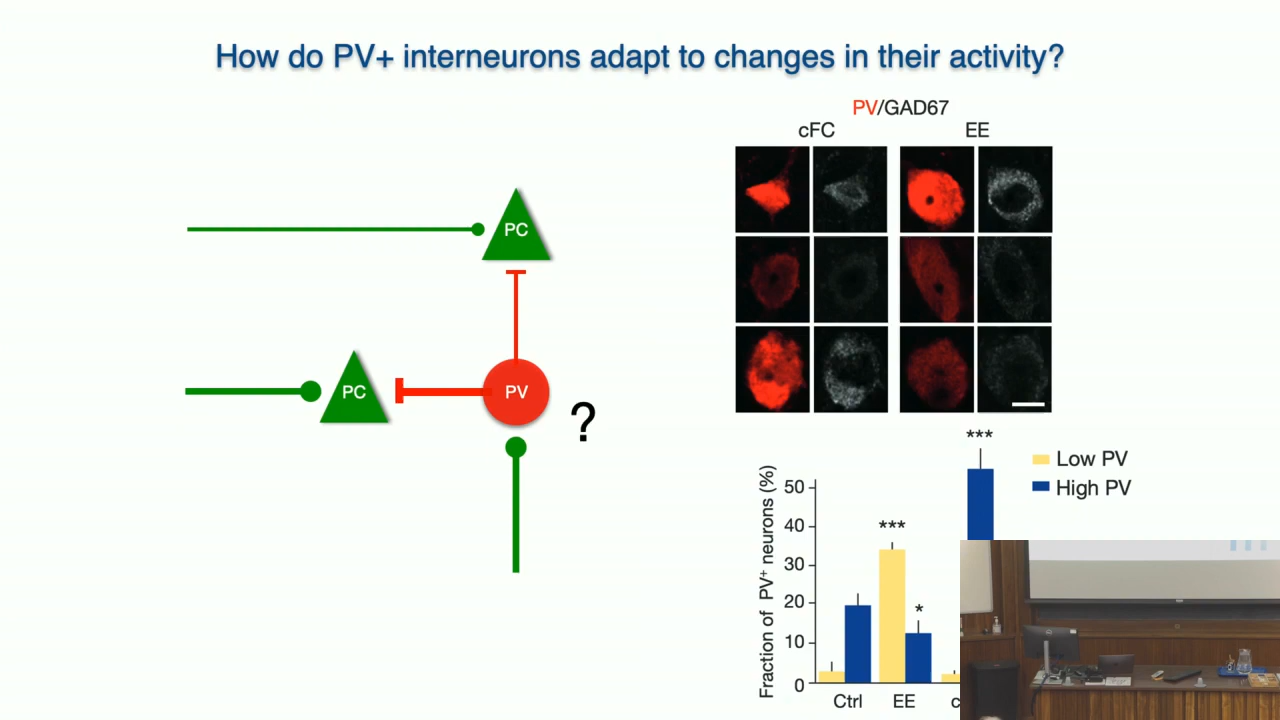 How do PV+ interneurons adapt to changes in their activity?
PV/GAD67
cFC EE
PC
PC
PV
?
***
Low PV
High PV
Fraction of PV+ neurons (%)
50
40
30
20
10
0
***
*
Ctrl EE c